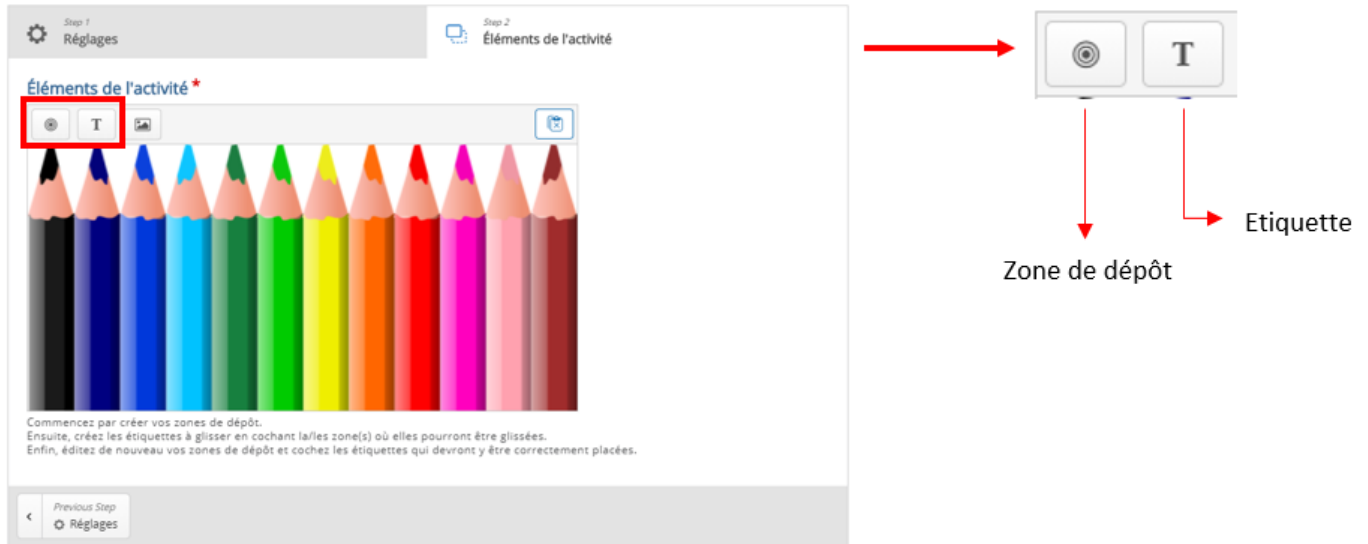 Step 1
Réglages
Step 2
Éléments de l'activité
Éléments de l'activité *
T
T
Etiquette
Zone de dépôt
Commencez par créer vos zones de dépôt.
Ensuite, créez les étiquettes à glisser en cochant la/les zone(s) où elles pourront être glissées.
Enfin, éditez de nouveau vos zones de dépôt et cochez les étiquettes qui devront y être correctement placées.
Previous Step
Réglages